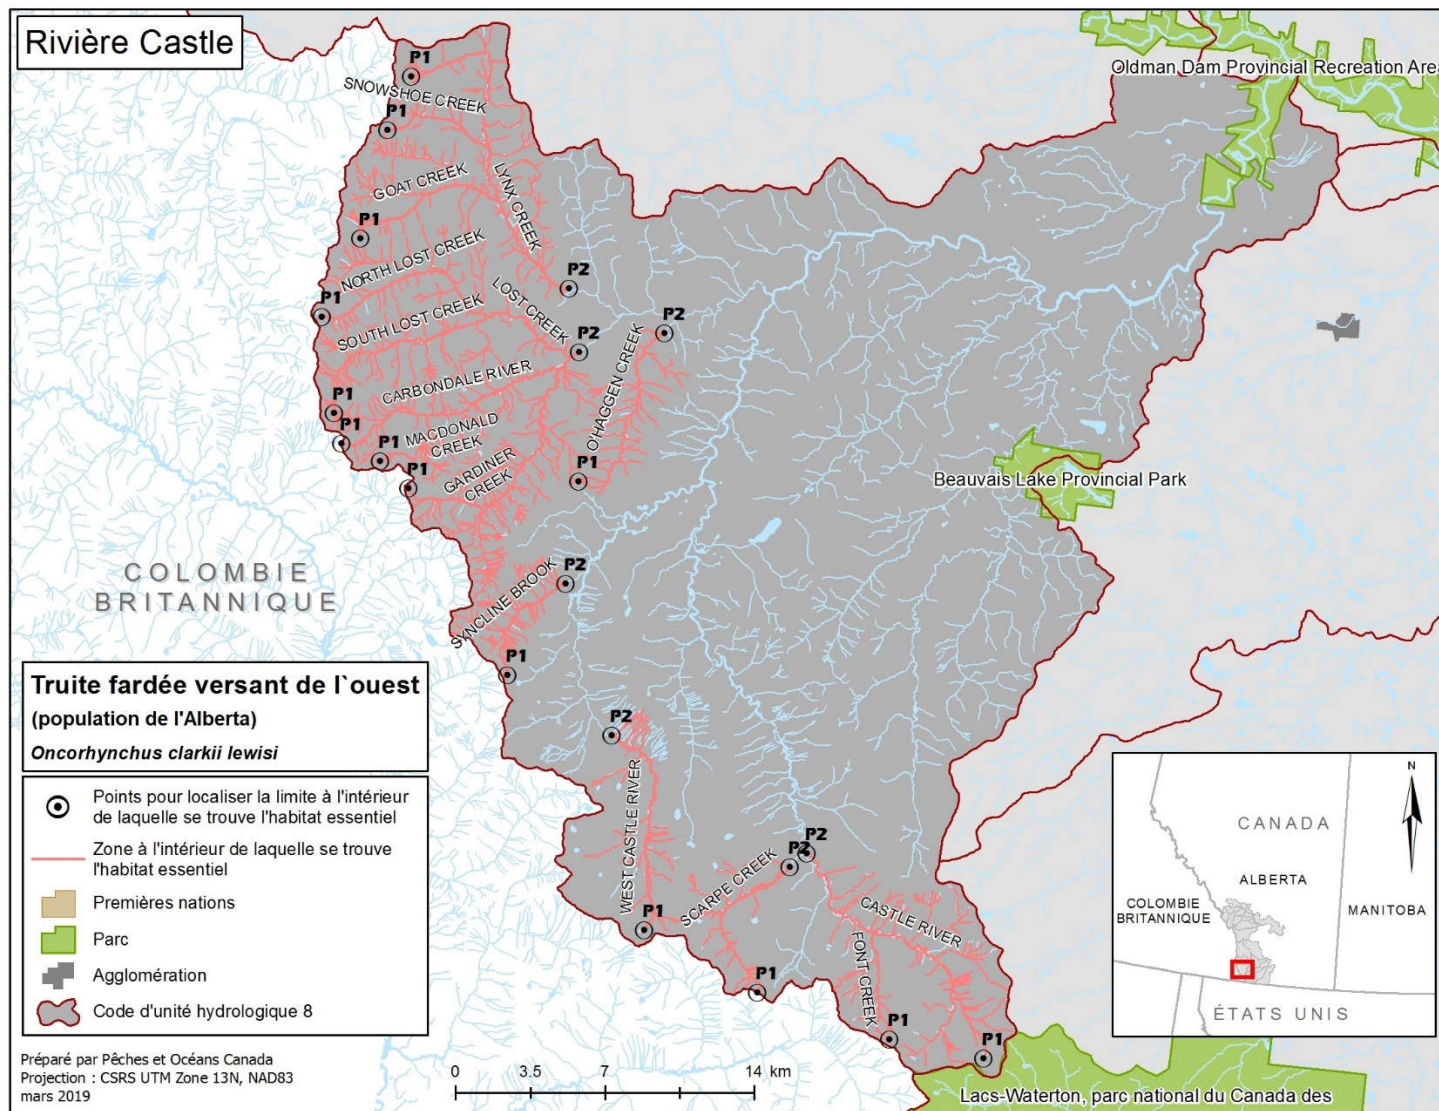 Rivière Castle
Oldman Dam Provincial Recreation Area
P1
SNOWSHOE CREEK
P1
GOAT CREEK
LYNX CREEK
P1
NORTH LOST CREEK
P2
P1
LOST CREEK
SOUTH LOST CREEK
P2
P2
O'HAGGEN CREEK
CARBONDALE RIVER
P1
P1
MACDONALD
CREEK
P1
GARDINER
CREEK
P1
P1
Beauvais Lake Provincial Park
COLOMBIE
BRITANNIQUE
SYNCLINE BROOK
P2
P1
P2
WEST CASTLE RIVER
P1
SCARPE CREEK
P2
P2
P1
CASTLE RIVER
FONT CREEK
P1
P1
Lacs-Waterton, parc national du Canada des
Truite fardée versant de l`ouest
(population de l'Alberta)
Oncorhynchus clarkii lewisi
Points pour localiser la limite à l'intérieur
de laquelle se trouve l'habitat essentiel
Zone à l'intérieur de laquelle se trouve
l'habitat essentiel
Premières nations
Parc
Agglomération
Code d'unité hydrologique 8
Préparé par Pêches et Océans Canada
Projection : CSRS UTM Zone 13N, NAD83
mars 2019
0 3.5 7 14 km
N
CANADA
ALBERTA
COLOMBIE
BRITANNIQUE
MANITOBA
ÉTATS UNIS